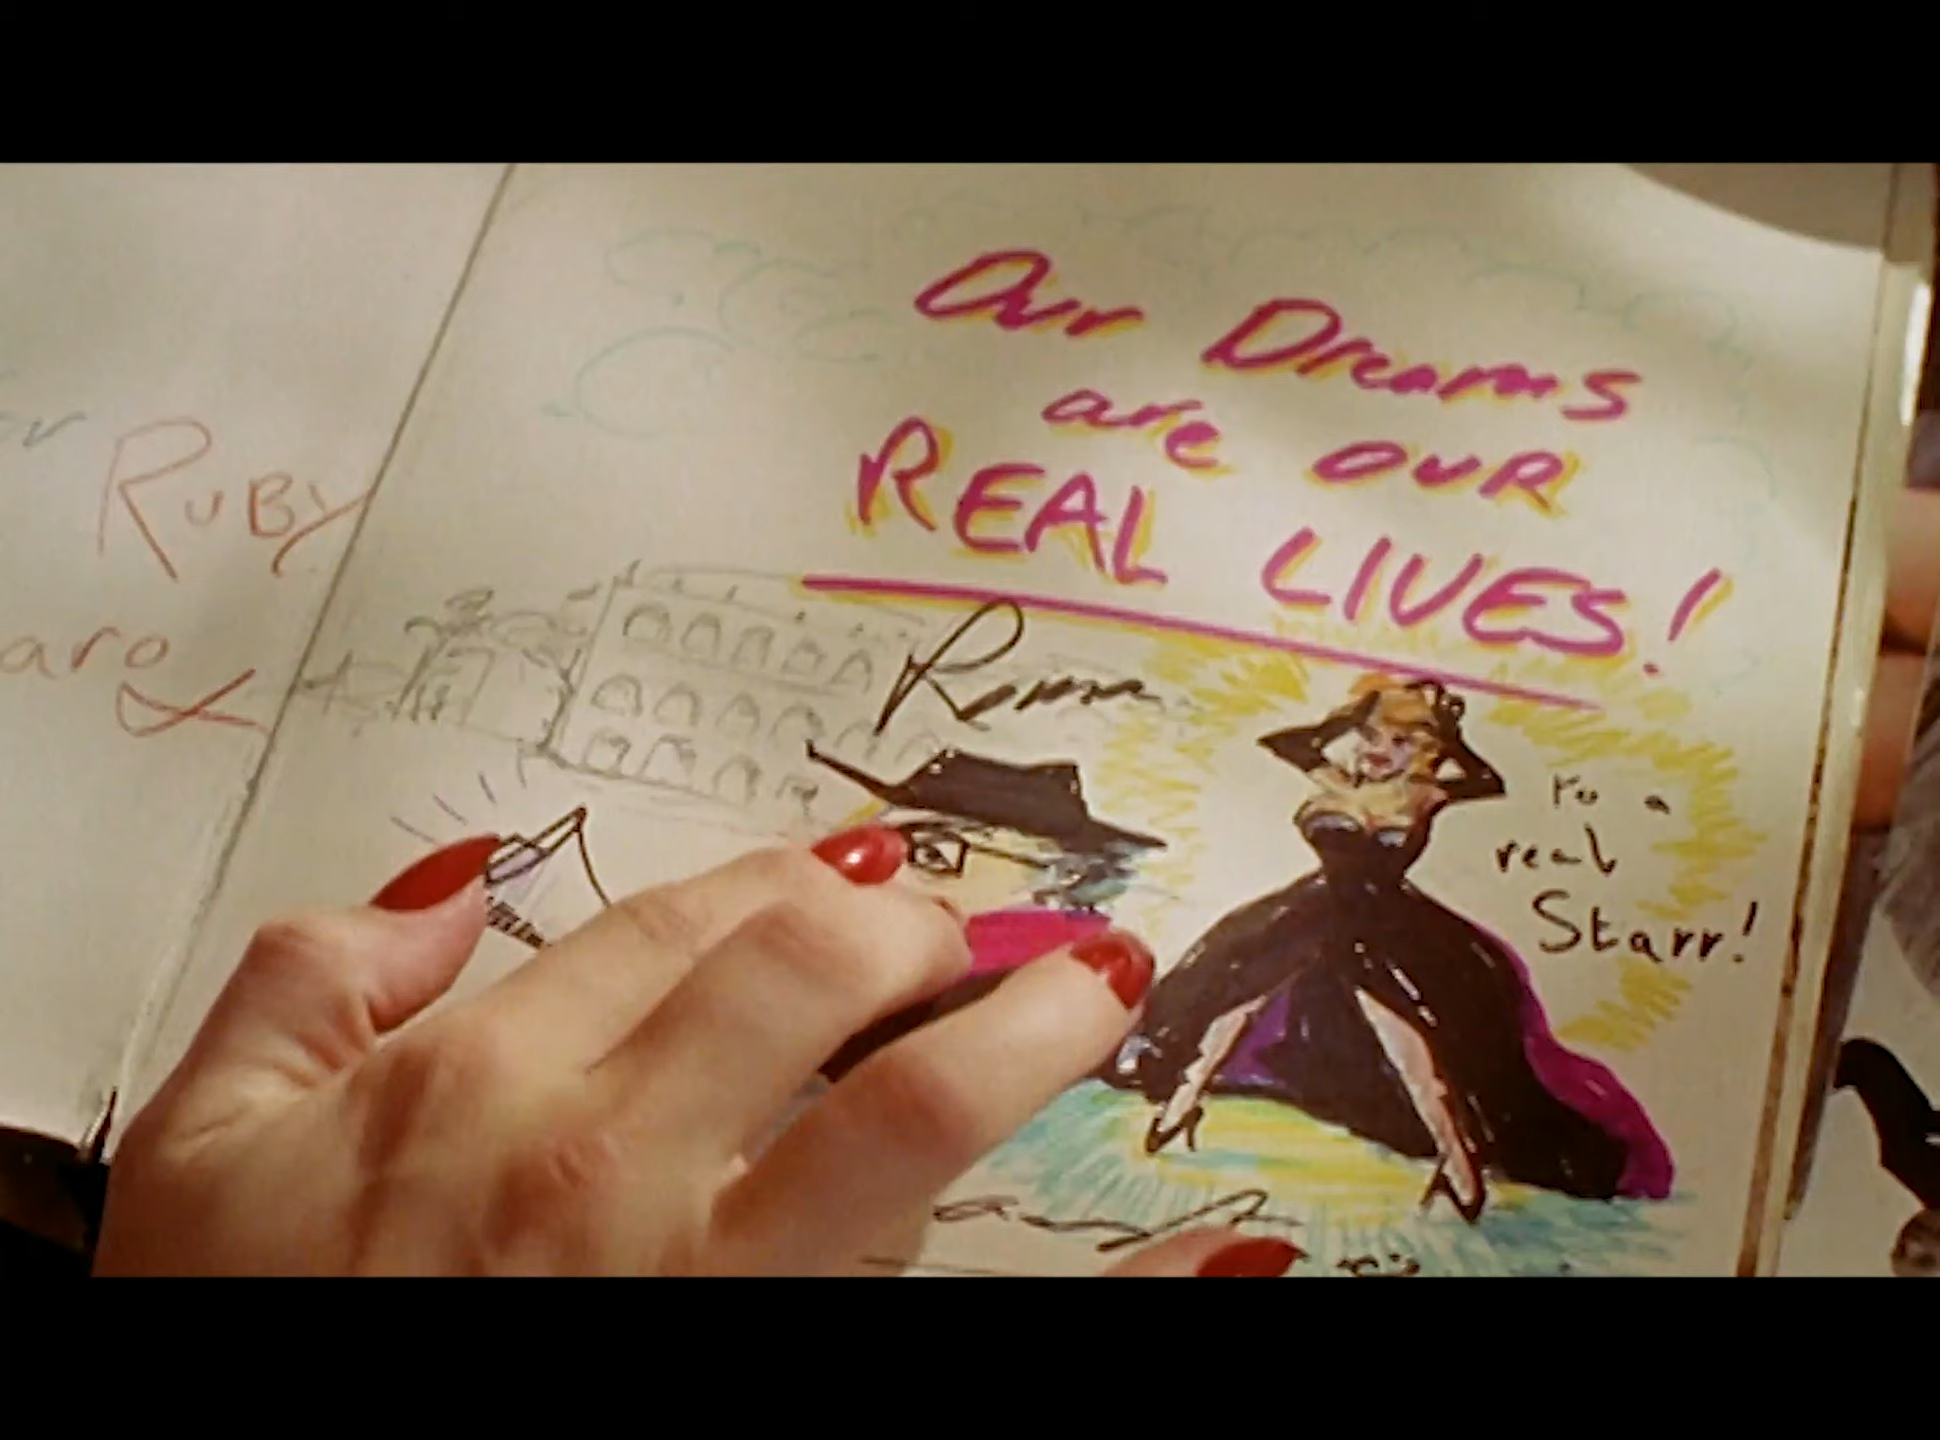 RUBY
Our Dreams
are OUR
REAL LIVES!
Roma
to a
real
Starr!